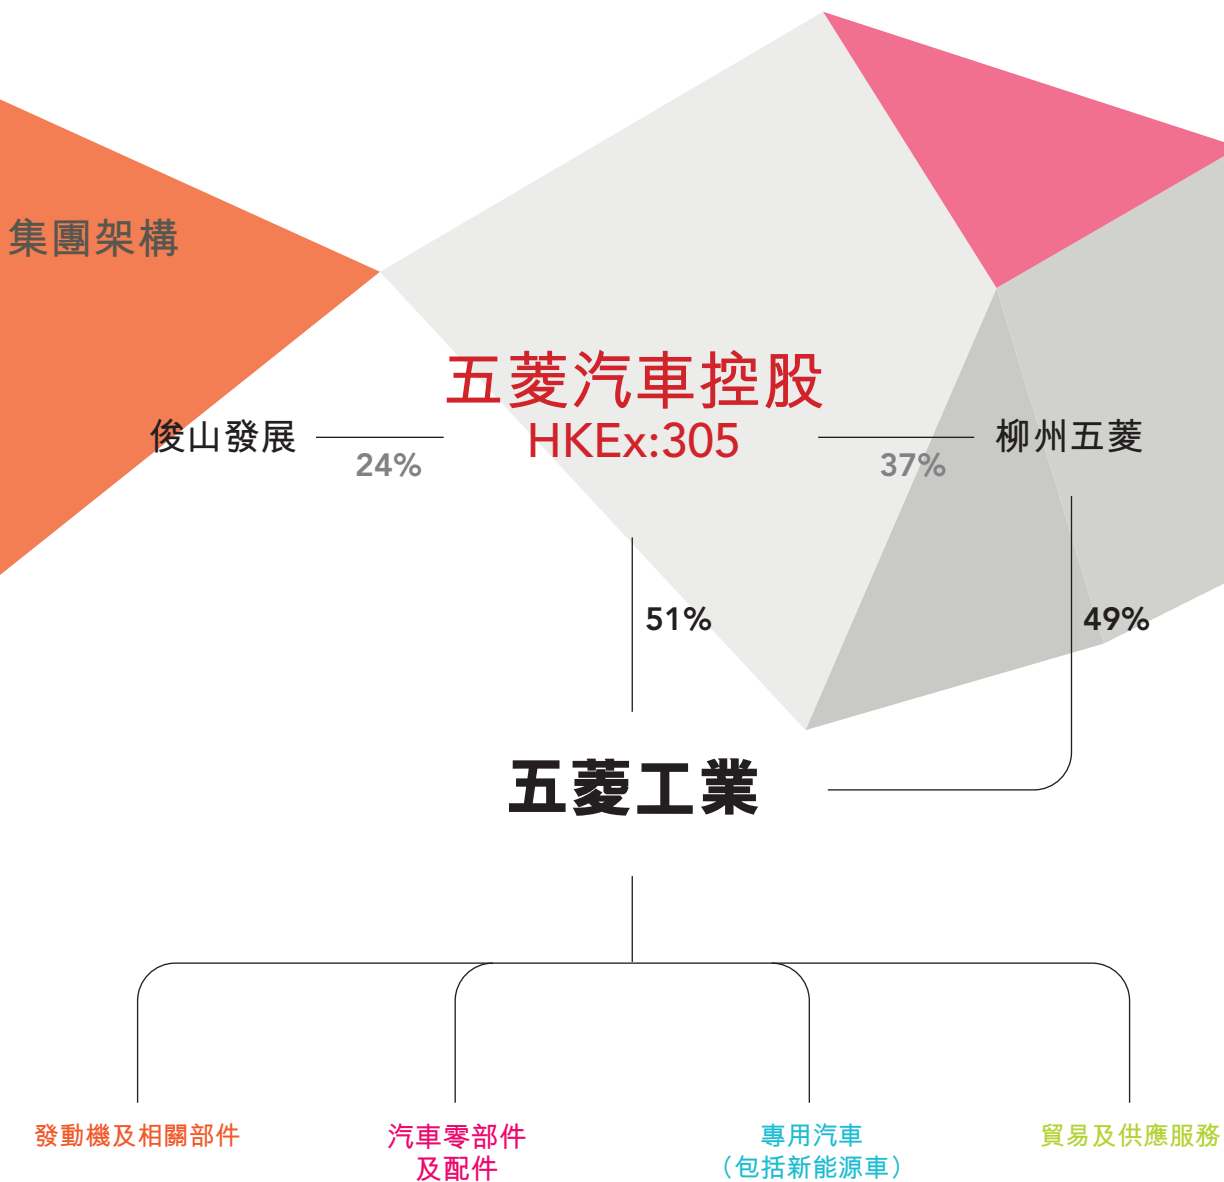 集團架構
五菱汽車控股
HKEx:305
俊山發展
24%
37%
柳州五菱
51%
49%
五菱工業
發動機及相關部件
汽車零部件
及配件
專用汽車
（包括新能源車）
貿易及供應服務